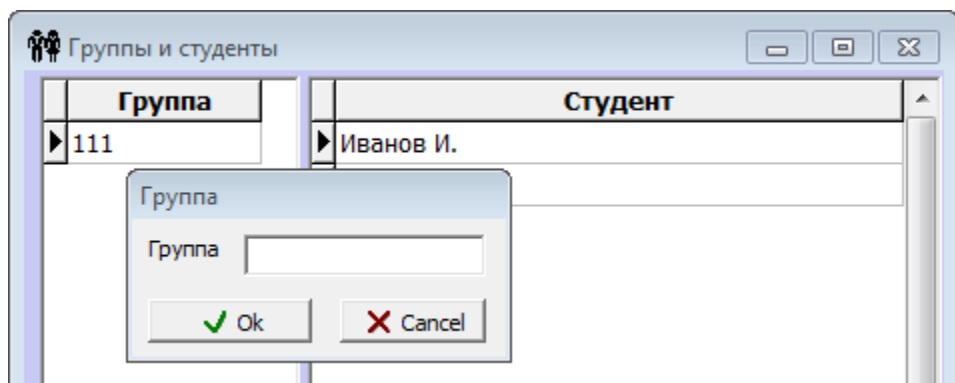 Группы и студенты
Группа
Студент
111
Иванов И.
Группа
Группа
Ok
Cancel